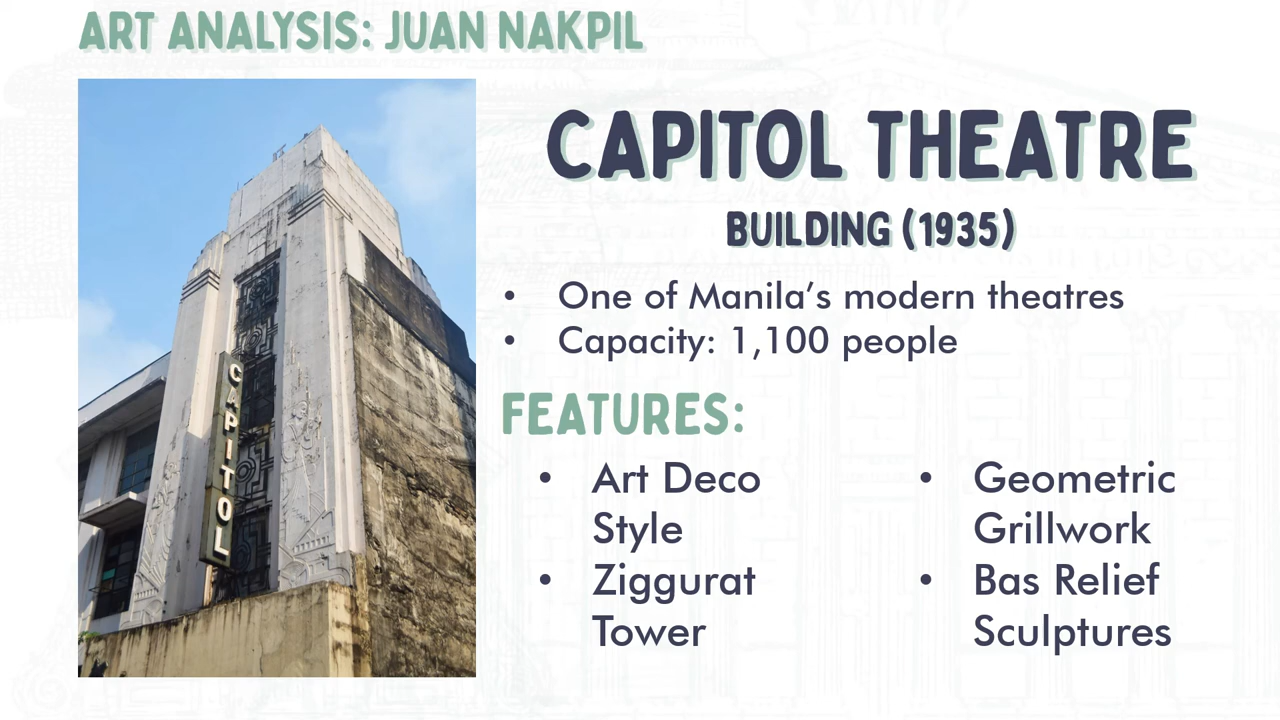 ART ANALYSIS: JUAN NAKPIL
CAPITOL
CAPITOL THEATRE
BUILDING (1935)
• One of Manila’s modern theatres
• Capacity: 1,100 people
FEATURES:
• Art Deco
Style
• Ziggurat
Tower
• Geometric
Grillwork
• Bas Relief
Sculptures